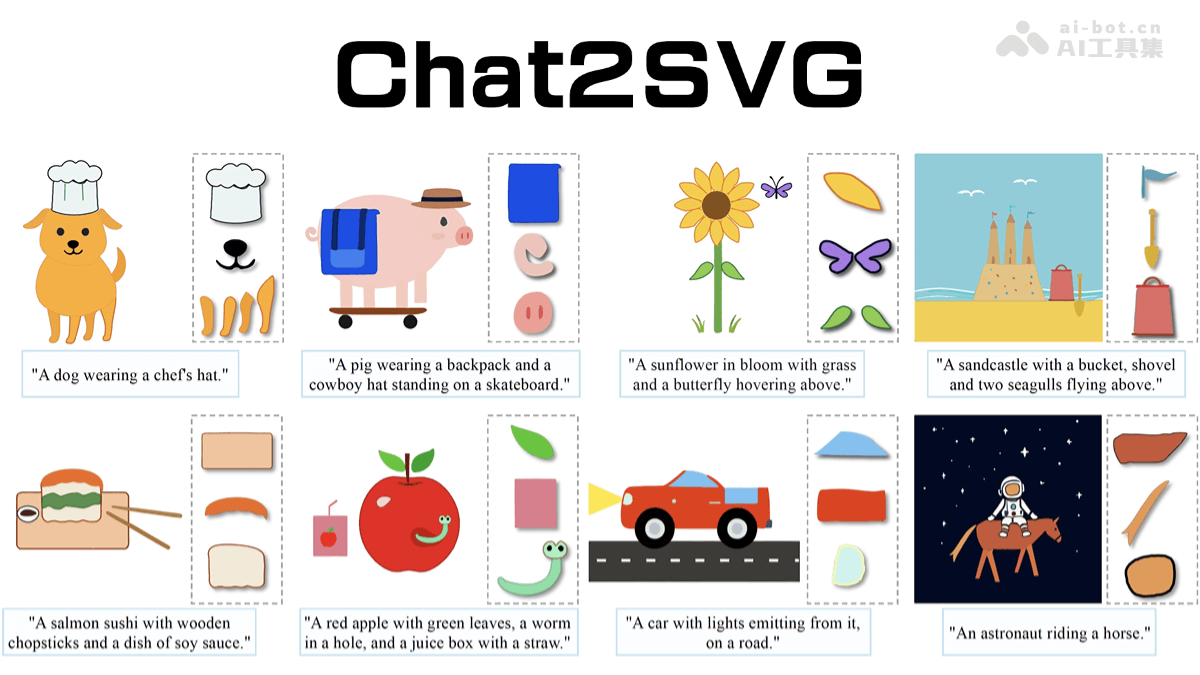 ai-bot.cn
AI工具集
Chat2SVG
"A dog wearing a chef's hat."
"A pig wearing a backpack and a
cowboy hat standing on a skateboard."
"A sunflower in bloom with grass
and a butterfly hovering above."
"A sandcastle with a bucket, shovel
and two seagulls flying above."
"A salmon sushi with wooden
chopsticks and a dish of soy sauce."
"A red apple with green leaves, a worm
in a hole, and a juice box with a straw."
"A car with lights emitting from it,
on a road."
"An astronaut riding a horse."